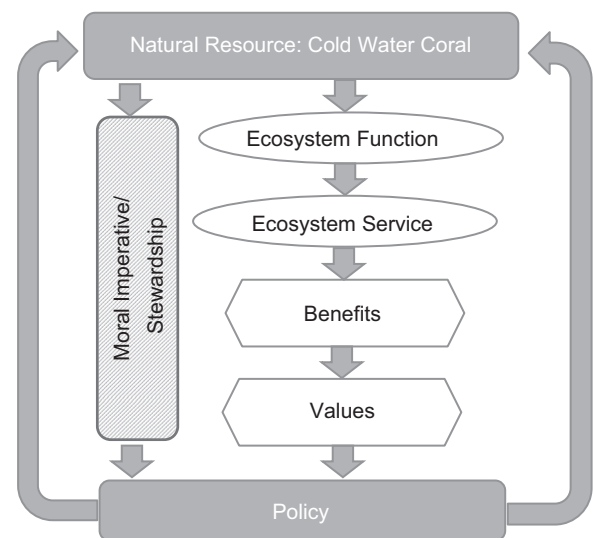 Natural Resource: Cold Water Coral
Moral Imperative/
Stewardship
Ecosystem Function
Ecosystem Service
Benefits
Values
Policy